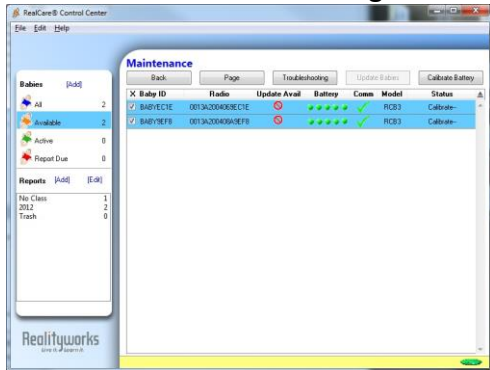 RealCare® Control Center
File Edit Help
Maintenance
Back Page Troubleshooting Update Babies Calibrate Battery
Babies [Add]
All 2
Available 2
Active 0
Report Due 0
Reports [Add] [Edit]
No Class 1
2012 2
Trash 0
X Baby ID Radio Update Avail Battery Comm Model Status
BABYEC1E 0013A2004069EC1E RCB3 Calibrate-
BABY9EFB 0013A200408A9EFB RCB3 Calibrate-
Realityworks